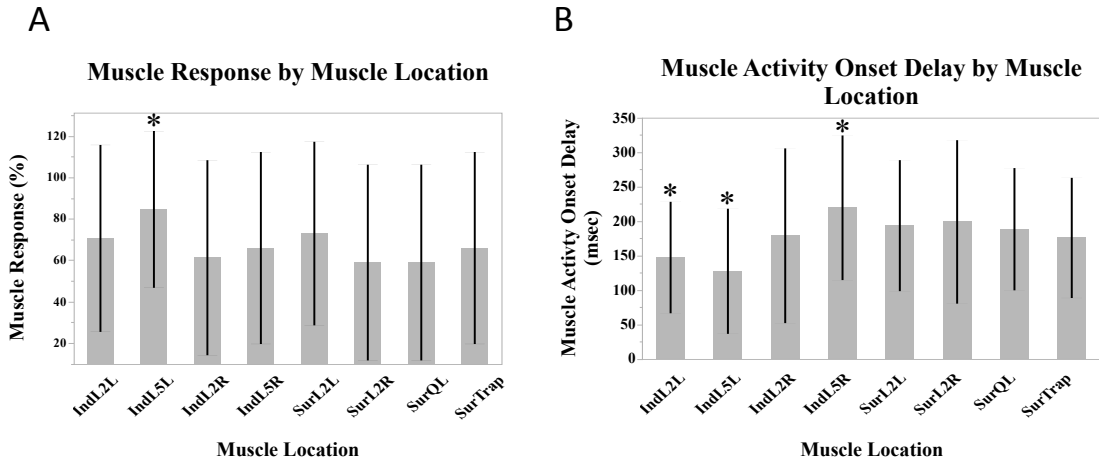 A
Muscle Response by Muscle Location
Muscle Response (%)
120
100
80
60
40
20
*
IndL2L
IndL5L
IndL2R
IndL5R
SurL2L
SurL2R
SurQL
SurTrap
Muscle Location
B
Muscle Activity Onset Delay by Muscle
Location
Muscle Activty Onset Delay
(msec)
350
300
250
200
150
100
50
0
*
*
*
IndL2L
IndL5L
IndL2R
IndL5R
SurL2L
SurL2R
SurQL
SurTrap
Muscle Location